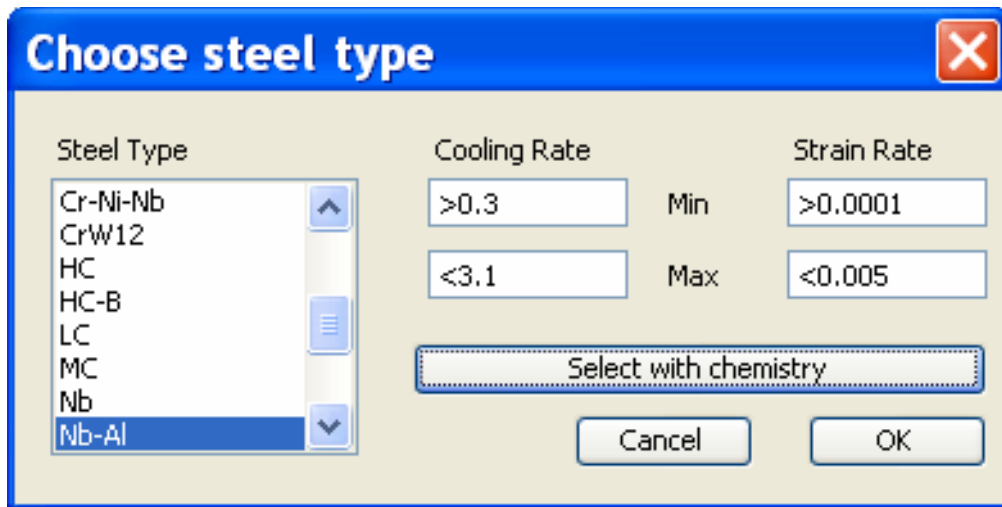 Choose steel type
Steel Type
Cooling Rate
Strain Rate
Cr-Ni-Nb
CrW12
HC
HC-B
LC
MC
Nb
Nb-Al
>0.3
Min
>0.0001
<3.1
Max
<0.005
Select with chemistry
Cancel
OK